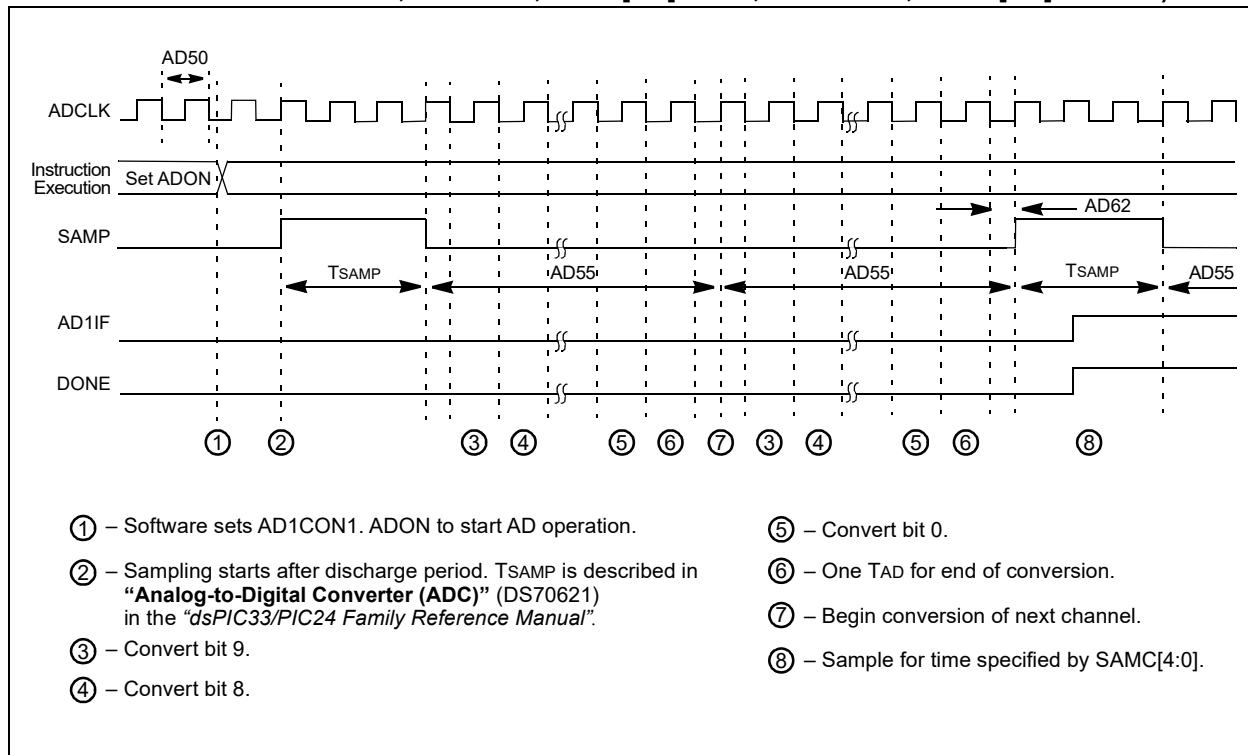 AD50
ADCLK
Instruction
Execution
Set ADON
AD62
SAMP
TSAMP
AD55
AD55
TSAMP
AD55
AD1IF
DONE
1 2 3 4 5 6 7 3 4 5 6 8
1 – Software sets AD1CON1. ADON to start AD operation.
2 – Sampling starts after discharge period. TSAMP is described in
“Analog-to-Digital Converter (ADC)” (DS70621)
in the “dsPIC33/PIC24 Family Reference Manual”.
3 – Convert bit 9.
4 – Convert bit 8.
5 – Convert bit 0.
6 – One TAD for end of conversion.
7 – Begin conversion of next channel.
8 – Sample for time specified by SAMC[4:0].